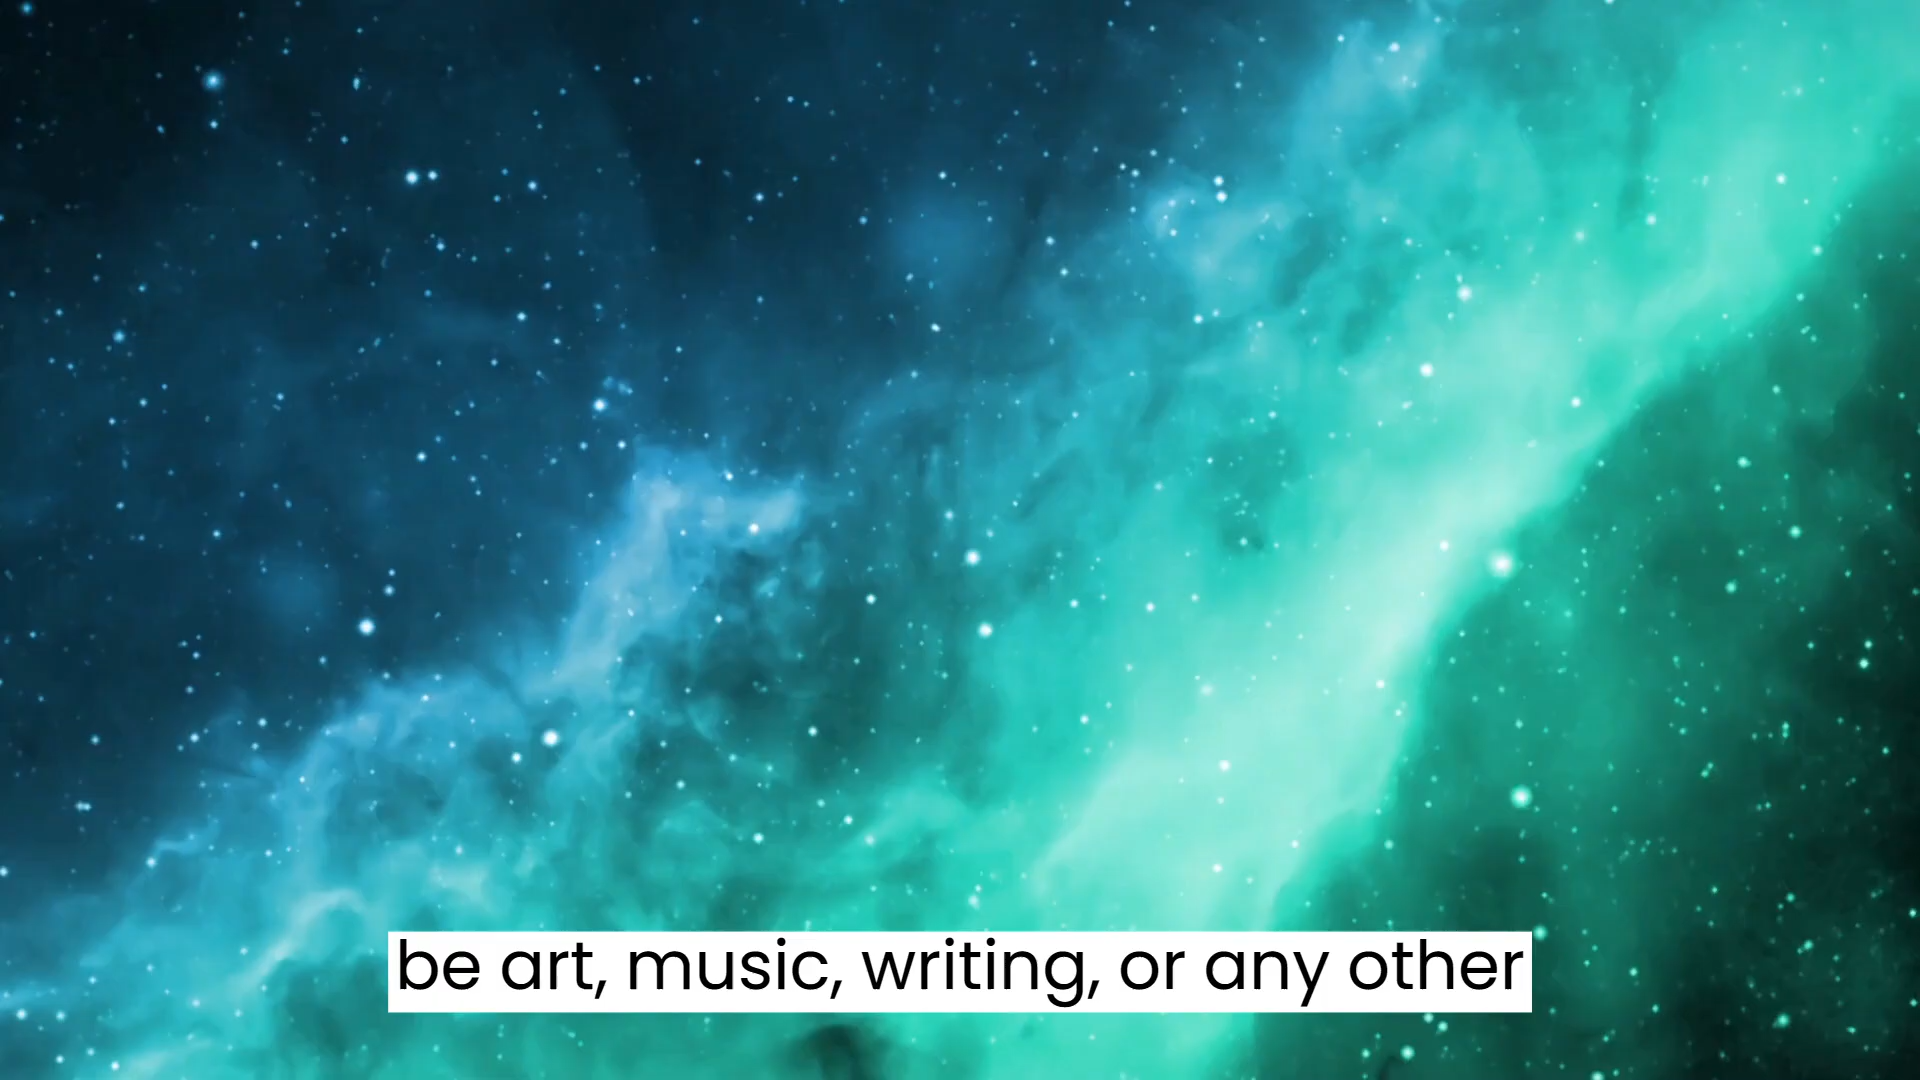 be art, music, writing, or any other